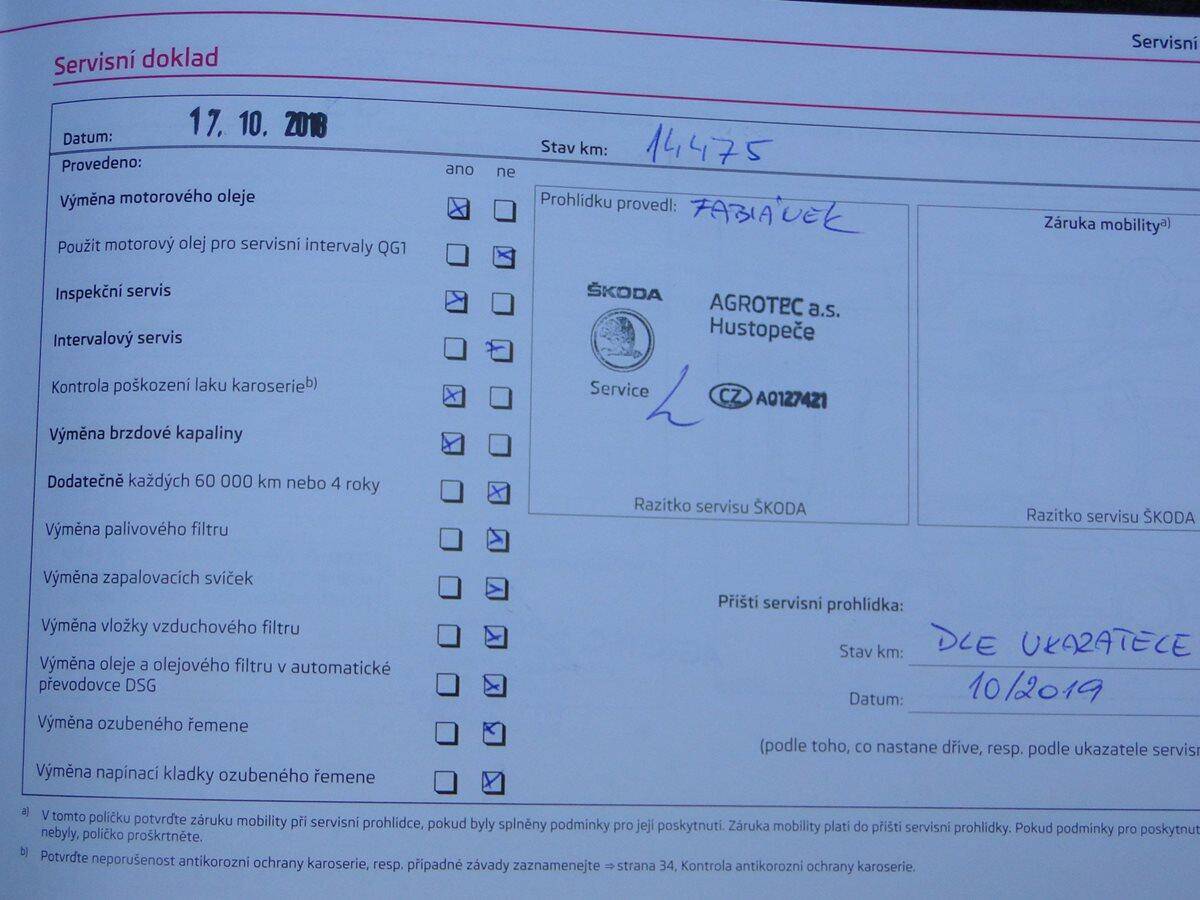 Servisní
Servisní doklad
Datum: 17. 10. 2018
Stav km: 14475
Provedeno:
ano ne
Výměna motorového oleje
Použit motorový olej pro servisní intervaly QG1
Inspekční servis
Intervalový servis
Kontrola poškození laku karoserieb)
Výměna brzdové kapaliny
Dodatečně každých 60 000 km nebo 4 roky
Výměna palivového filtru
Výměna zapalovacích svíček
Výměna vložky vzduchového filtru
Výměna oleje a olejového filtru v automatické
převodovce DSG
Výměna ozubeného řemene
Výměna napínací kladky ozubeného řemene
Prohlídku provedl: FABIÁNEK
ŠKODA
Service
AGROTEC a.s.
Hustopeče
CZ A0127421
Razítko servisu ŠKODA
Záruka mobilitya)
Razítko servisu ŠKODA
Příští servisní prohlídka:
Stav km: DLE UKAZATELE
Datum: 10/2019
(podle toho, co nastane dříve, resp. podle ukazatele servisn
a) V tomto políčku potvrďte záruku mobility při servisní prohlídce, pokud byly splněny podmínky pro její poskytnutí. Záruka mobility platí do příští servisní prohlídky. Pokud podmínky pro poskytnut
nebyly, políčko proškrtněte.
b) Potvrďte neporušenost antikorozní ochrany karoserie, resp. případné závady zaznamenejte ⇒ strana 34, Kontrola antikorozní ochrany karoserie.